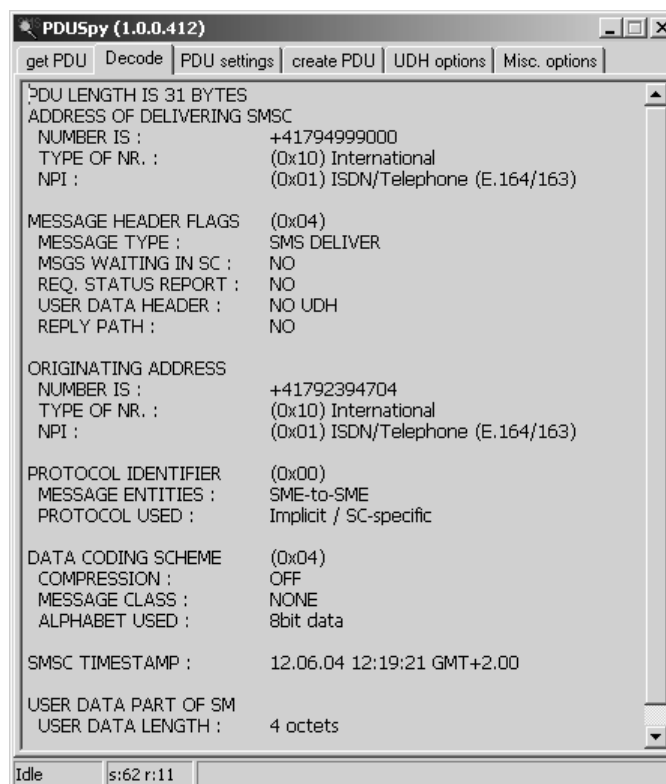 PDUSpy (1.0.0.412)
get PDU Decode PDU settings create PDU UDH options Misc. options
PDU LENGTH IS 31 BYTES
ADDRESS OF DELIVERING SMSC
NUMBER IS : +41794999000
TYPE OF NR. : (0x10) International
NPI : (0x01) ISDN/Telephone (E.164/163)
MESSAGE HEADER FLAGS (0x04)
MESSAGE TYPE : SMS DELIVER
MSGS WAITING IN SC : NO
REQ. STATUS REPORT : NO
USER DATA HEADER : NO UDH
REPLY PATH : NO
ORIGINATING ADDRESS
NUMBER IS : +41792394704
TYPE OF NR. : (0x10) International
NPI : (0x01) ISDN/Telephone (E.164/163)
PROTOCOL IDENTIFIER (0x00)
MESSAGE ENTITIES : SME-to-SME
PROTOCOL USED : Implicit / SC-specific
DATA CODING SCHEME (0x04)
COMPRESSION : OFF
MESSAGE CLASS : NONE
ALPHABET USED : 8bit data
SMSC TIMESTAMP : 12.06.04 12:19:21 GMT+2.00
USER DATA PART OF SM
USER DATA LENGTH : 4 octets
Idle s:62 r:11